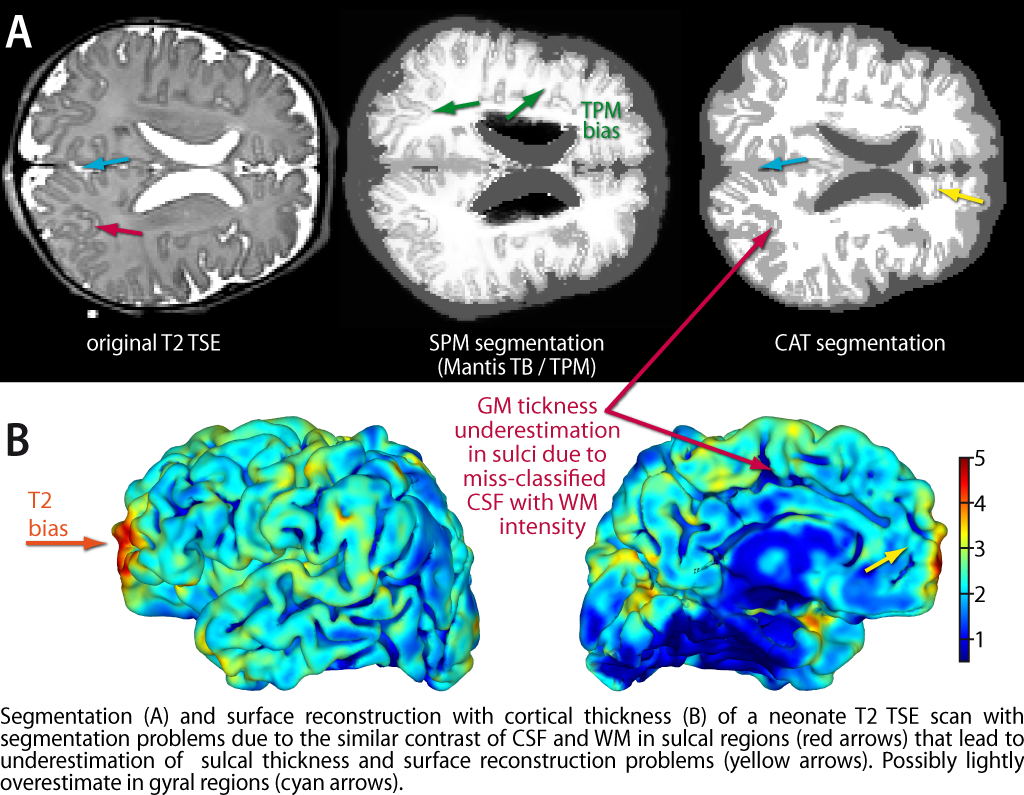 A
TPM
bias
original T2 TSE
SPM segmentation
(Mantis TB / TPM)
CAT segmentation
B
GM tickness
underestimation
in sulci due to
miss-classified
CSF with WM
intensity
T2
bias
5
4
3
2
1
Segmentation (A) and surface reconstruction with cortical thickness (B) of a neonate T2 TSE scan with
segmentation problems due to the similar contrast of CSF and WM in sulcal regions (red arrows) that lead to
underestimation of sulcal thickness and surface reconstruction problems (yellow arrows). Possibly lightly
overestimate in gyral regions (cyan arrows).